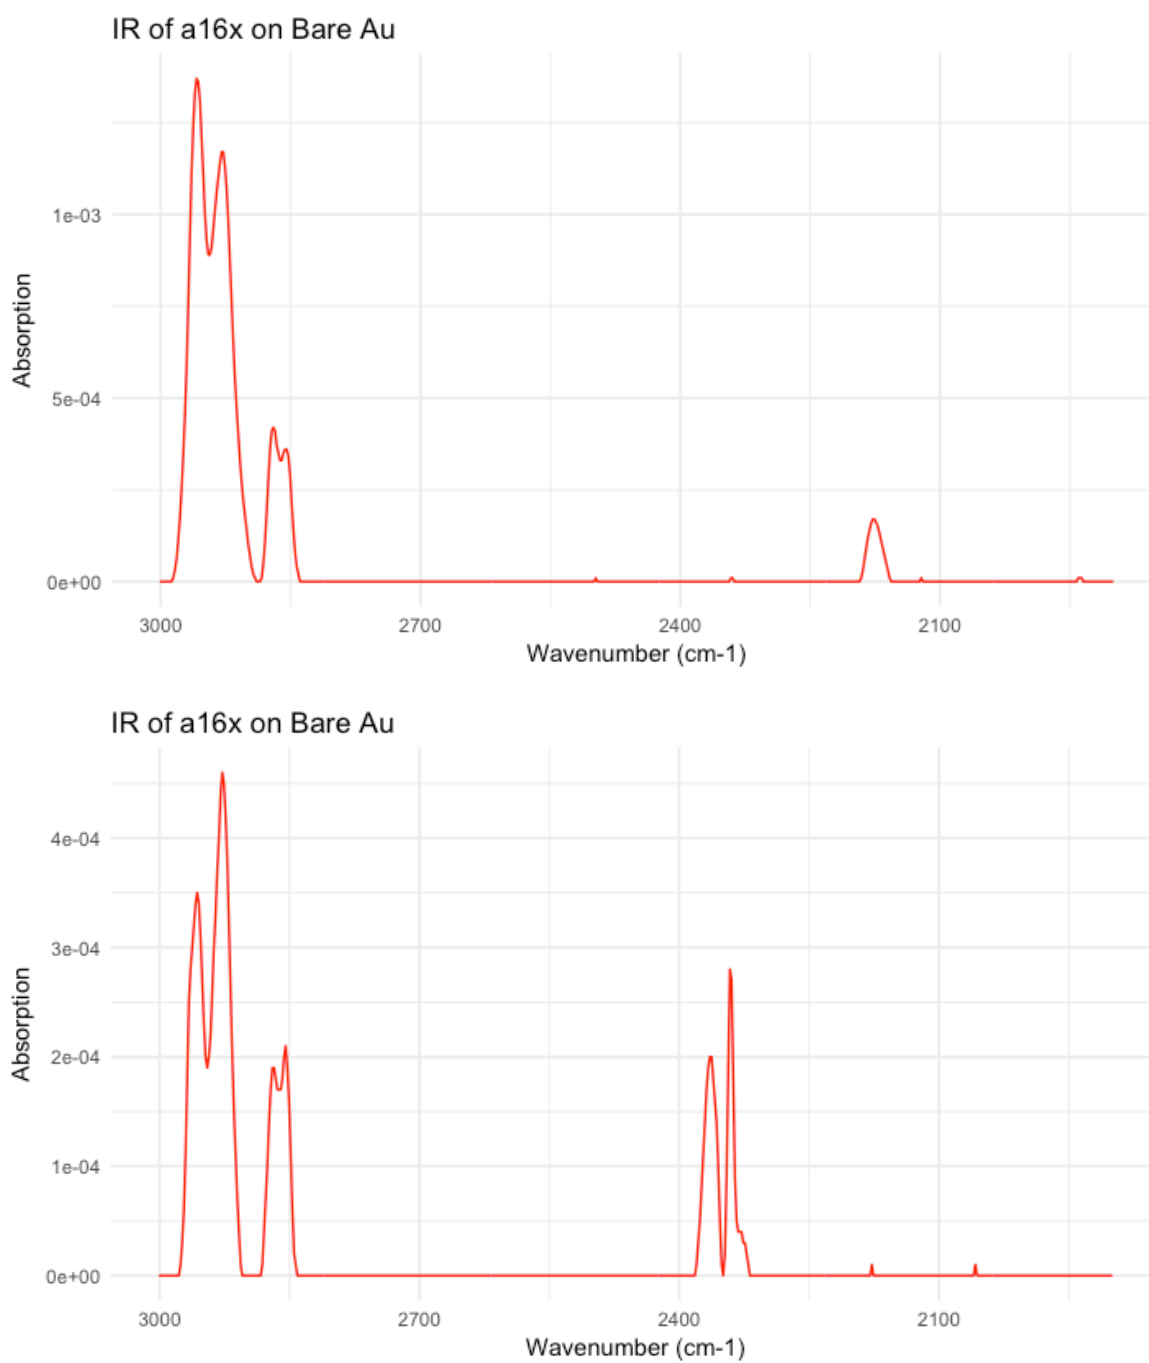 IR of a16x on Bare Au
1e-03
Absorption
5e-04
0e+00
3000 2700 2400 2100
Wavenumber (cm-1)
IR of a16x on Bare Au
4e-04
3e-04
Absorption
2e-04
1e-04
0e+00
3000 2700 2400 2100
Wavenumber (cm-1)